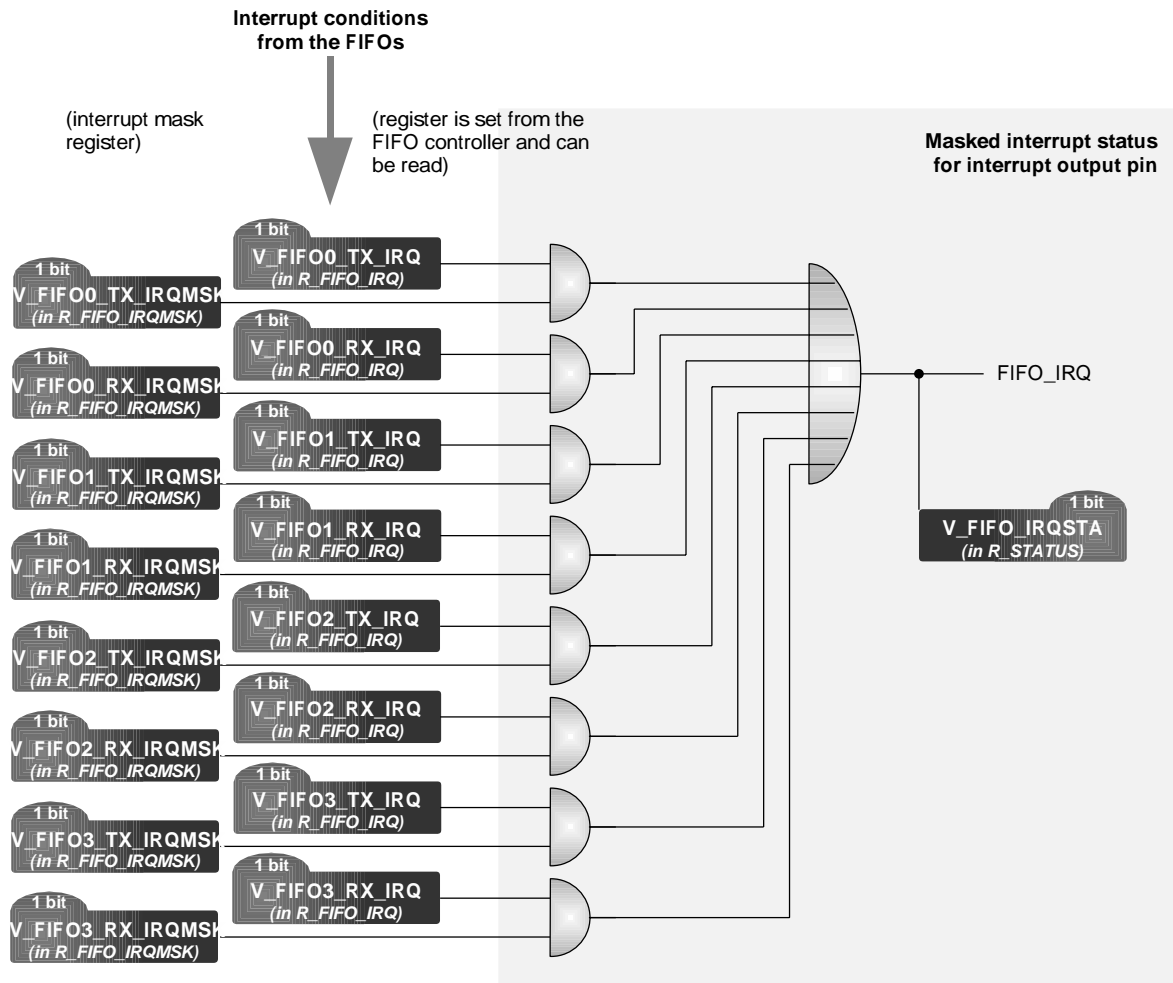 Interrupt conditions
from the FIFOs
(interrupt mask
register)
(register is set from the
FIFO controller and can
be read)
Masked interrupt status
for interrupt output pin
1 bit
V_FIFO0_TX_IRQ
(in R_FIFO_IRQ)
1 bit
V_FIFO0_TX_IRQMSK
(in R_FIFO_IRQMSK)
1 bit
V_FIFO0_RX_IRQ
(in R_FIFO_IRQ)
1 bit
V_FIFO0_RX_IRQMSK
(in R_FIFO_IRQMSK)
FIFO_IRQ
1 bit
V_FIFO1_TX_IRQ
(in R_FIFO_IRQ)
1 bit
V_FIFO1_TX_IRQMSK
(in R_FIFO_IRQMSK)
1 bit
V_FIFO1_RX_IRQ
(in R_FIFO_IRQ)
1 bit
V_FIFO_IRQSTA
(in R_STATUS)
1 bit
V_FIFO1_RX_IRQMSK
(in R_FIFO_IRQMSK)
1 bit
V_FIFO2_TX_IRQ
(in R_FIFO_IRQ)
1 bit
V_FIFO2_TX_IRQMSK
(in R_FIFO_IRQMSK)
1 bit
V_FIFO2_RX_IRQ
(in R_FIFO_IRQ)
1 bit
V_FIFO2_RX_IRQMSK
(in R_FIFO_IRQMSK)
1 bit
V_FIFO3_TX_IRQ
(in R_FIFO_IRQ)
1 bit
V_FIFO3_TX_IRQMSK
(in R_FIFO_IRQMSK)
1 bit
V_FIFO3_RX_IRQ
(in R_FIFO_IRQ)
1 bit
V_FIFO3_RX_IRQMSK
(in R_FIFO_IRQMSK)